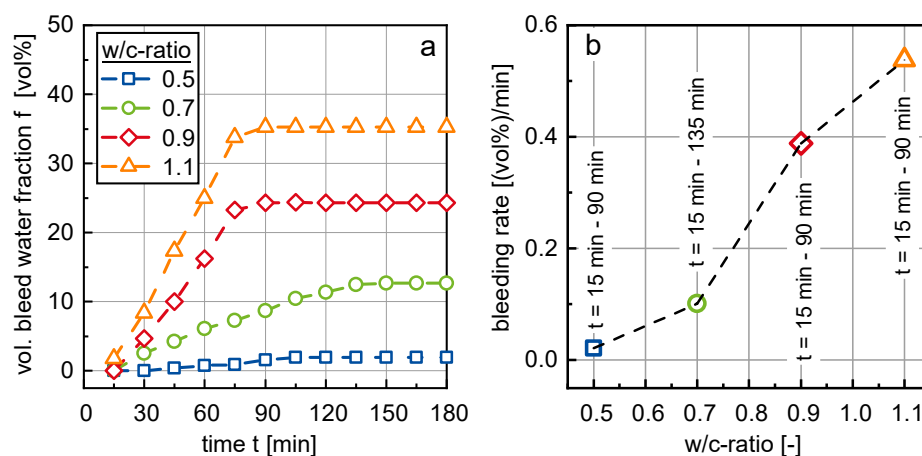 a
w/c-ratio
0.5
0.7
0.9
1.1
50
40
30
20
10
0
vol. bleed water fraction f [vol%]
0 30 60 90 120 150 180
time t [min]
b
0.6
0.4
0.2
0.0
bleeding rate [(vol%)/min]
t = 15 min - 90 min
t = 15 min - 135 min
t = 15 min - 90 min
t = 15 min - 90 min
0.5 0.6 0.7 0.8 0.9 1.0 1.1
w/c-ratio [-]